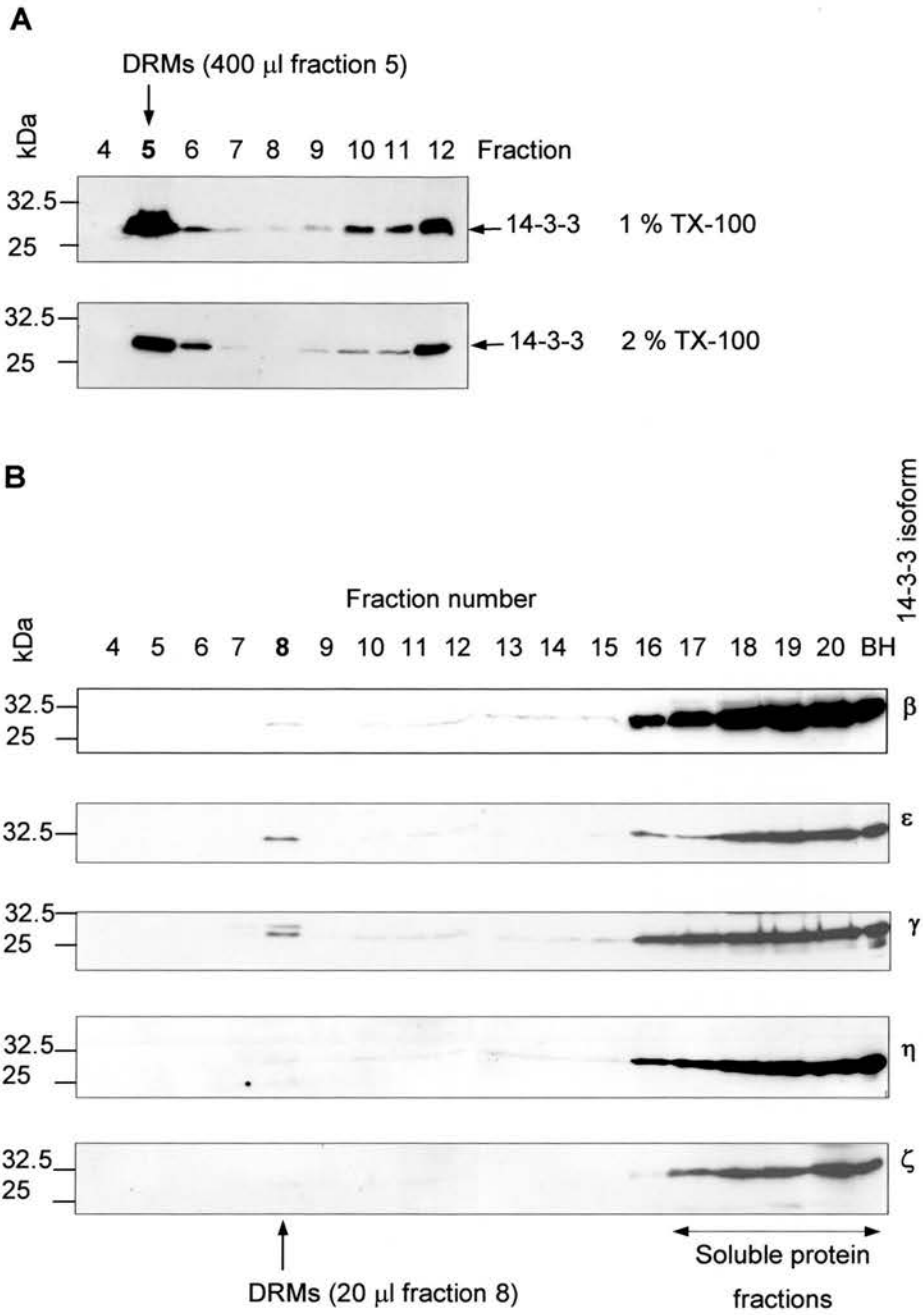 A
DRMs (400 µl fraction 5)
kDa
4 5 6 7 8 9 10 11 12 Fraction
32.5
25
14-3-3 1 % TX-100
32.5
25
14-3-3 2 % TX-100
B
14-3-3 isoform
Fraction number
kDa
4 5 6 7 8 9 10 11 12 13 14 15 16 17 18 19 20 BH
32.5
25
β
32.5
ε
32.5
25
γ
32.5
25
η
32.5
25
ζ
DRMs (20 µl fraction 8)
Soluble protein
fractions